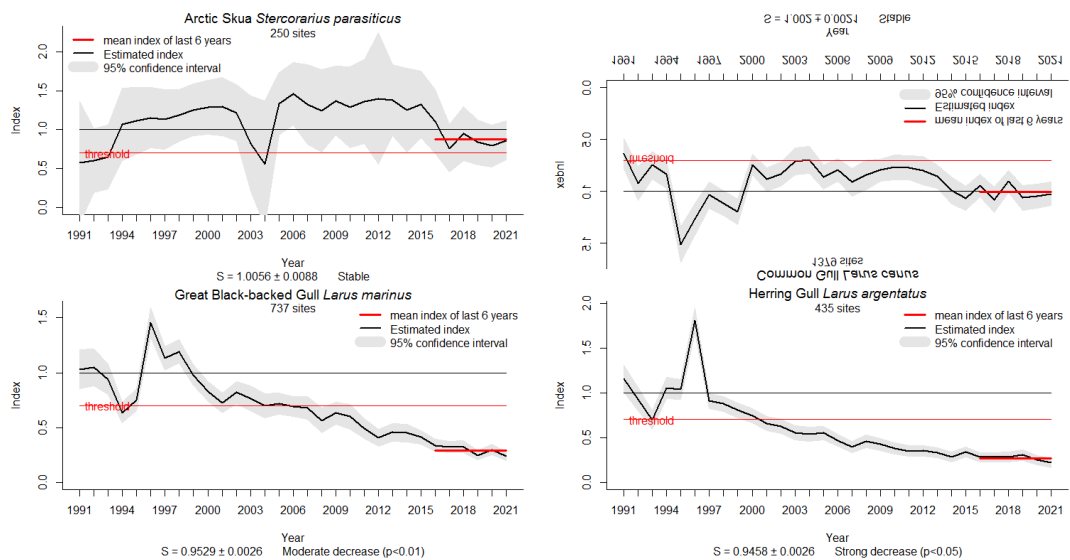 Arctic Skua Stercorarius parasiticus
250 sites
mean index of last 6 years
Estimated index
95% confidence interval
threshold
Index
0.0 0.5 1.0 1.5 2.0
1991 1994 1997 2000 2003 2006 2009 2012 2015 2018 2021
Year
S = 1.0056 ± 0.0088 Stable
Common Gull Larus canus
1379 sites
mean index of last 6 years
Estimated index
95% confidence interval
threshold
Index
0.0 0.5 1.0 1.5
1991 1994 1997 2000 2003 2006 2009 2012 2015 2018 2021
Year
S = 1.002 ± 0.0021 Stable
Great Black-backed Gull Larus marinus
737 sites
mean index of last 6 years
Estimated index
95% confidence interval
threshold
Index
0.0 0.5 1.0 1.5
1991 1994 1997 2000 2003 2006 2009 2012 2015 2018 2021
Year
S = 0.9529 ± 0.0026 Moderate decrease (p<0.01)
Herring Gull Larus argentatus
435 sites
mean index of last 6 years
Estimated index
95% confidence interval
threshold
Index
0.0 0.5 1.0 1.5 2.0
1991 1994 1997 2000 2003 2006 2009 2012 2015 2018 2021
Year
S = 0.9458 ± 0.0026 Strong decrease (p<0.05)